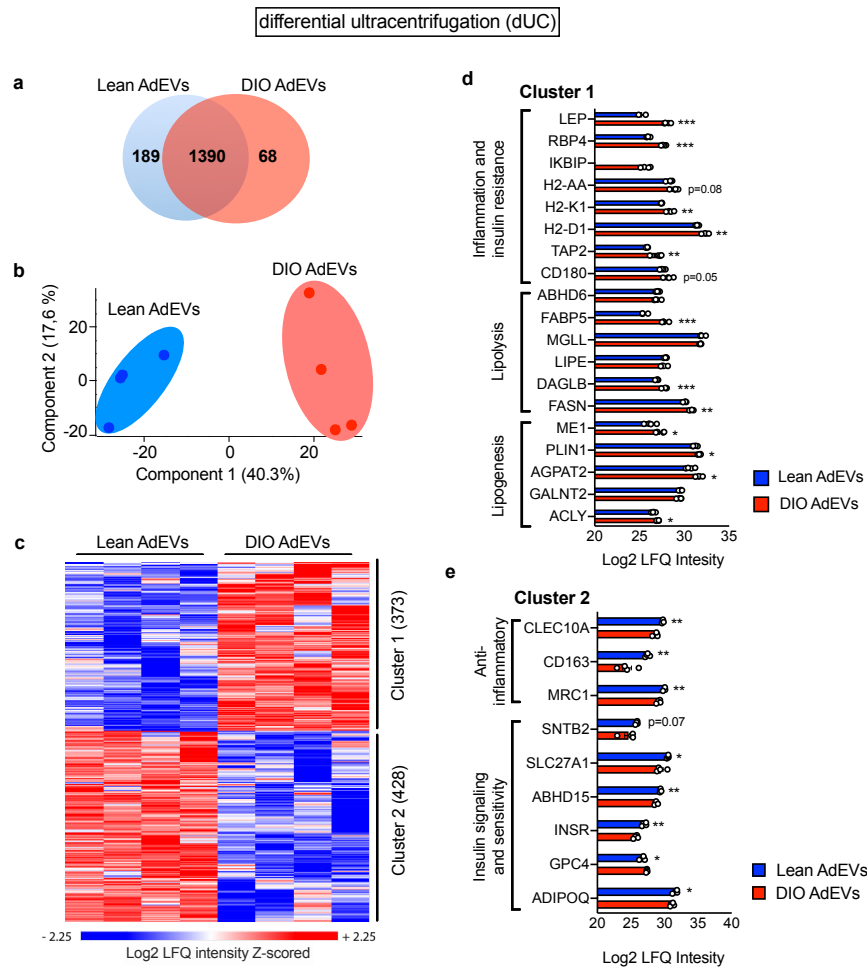 differential ultracentrifugation (dUC)
a
Lean AdEVs
DIO AdEVs
189
1390
68
b
Component 2 (17,6 %)
20
0
-20
Lean AdEVs
DIO AdEVs
-20
0
20
Component 1 (40.3%)
c
Lean AdEVs
DIO AdEVs
Cluster 1 (373)
Cluster 2 (428)
- 2.25
+ 2.25
Log2 LFQ intensity Z-scored
d
Cluster 1
Inflammation and
insulin resistance
LEP
***
RBP4
***
IKBIP
H2-AA
p=0.08
H2-K1
**
H2-D1
**
TAP2
**
CD180
p=0.05
Lipolysis
ABHD6
FABP5
***
MGLL
LIPE
DAGLB
***
FASN
**
Lipogenesis
ME1
*
PLIN1
*
AGPAT2
*
GALNT2
ACLY
*
20
25
30
35
Log2 LFQ Intesity
Lean AdEVs
DIO AdEVs
e
Cluster 2
Anti-
inflammatory
CLEC10A
**
CD163
**
MRC1
**
Insulin signaling
and sensitivity
SNTB2
p=0.07
SLC27A1
*
ABHD15
**
INSR
**
GPC4
*
ADIPOQ
*
20
25
30
35
40
Log2 LFQ Intesity
Lean AdEVs
DIO AdEVs